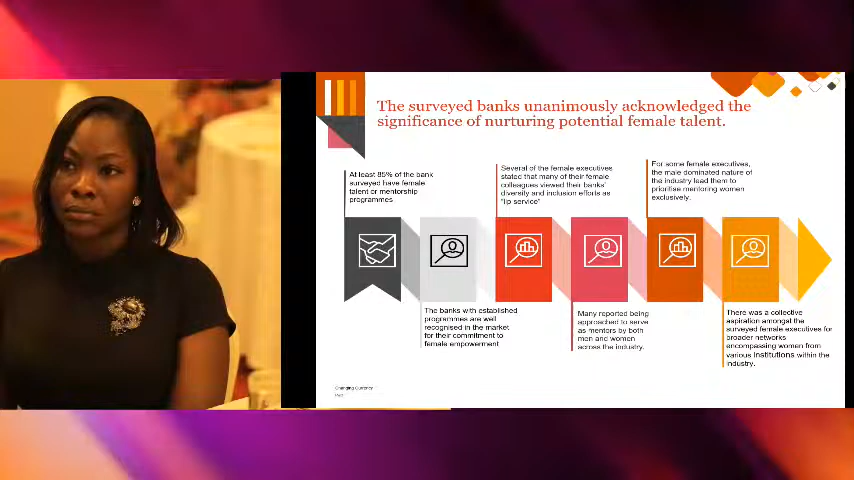 The surveyed banks unanimously acknowledged the
significance of nurturing potential female talent.
At least 85% of the bank
surveyed have female
talent or mentorship
programmes
Several of the female executives
stated that many of their female
colleagues viewed their banks'
diversity and inclusion efforts as
"lip service"
For some female executives,
the male dominated nature of
the industry lead them to
prioritise mentoring women
exclusively.
The banks with established
programmes are well
recognised in the market
for their commitment to
female empowerment
Many reported being
approached to serve
as mentors by both
men and women
across the industry.
There was a collective
aspiration amongst the
surveyed female executives for
broader networks
encompassing women from
various institutions within the
industry.
Changing Currency